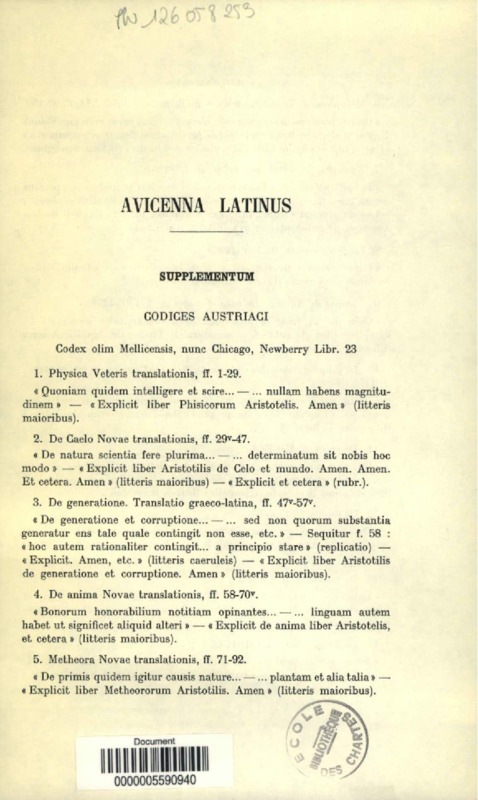 PN 126 058 253
AVICENNA LATINUS
SUPPLEMENTUM
CODICES AUSTRIACI
Codex olim Mellicensis, nunc Chicago, Newberry Libr. 23
1. Physica Veteris translationis, ff. 1-29.
« Quoniam quidem intelligere et scire... — ... nullam habens magnitu-
dinem » — « Explicit liber Phisicorum Aristotelis. Amen » (litteris
maioribus).
2. De Caelo Novae translationis, ff. 29ᵛ-47.
« De natura scientia fere plurima... — ... determinatum sit nobis hoc
modo » — « Explicit liber Aristotilis de Celo et mundo. Amen. Amen.
Et cetera. Amen » (litteris maioribus) — « Explicit et cetera » (rubr.).
3. De generatione. Translatio graeco-latina, ff. 47ᵛ-57ᵛ.
« De generatione et corruptione... — ... sed non quorum substantia
generatur ens tale quale contingit non esse, etc. » — Sequitur f. 58 :
« hoc autem rationaliter contingit... a principio stare » (replicatio) —
« Explicit. Amen, etc. » (litteris caeruleis) — « Explicit liber Aristotilis
de generatione et corruptione. Amen » (litteris maioribus).
4. De anima Novae translationis, ff. 58-70ᵛ.
« Bonorum honorabilium notitiam opinantes... — ... linguam autem
habet ut significet aliquid alteri » — « Explicit de anima liber Aristotelis,
et cetera » (litteris maioribus).
5. Metheora Novae translationis, ff. 71-92.
« De primis quidem igitur causis nature... — ... plantam et alia talia » —
« Explicit liber Metheororum Aristotilis. Amen » (litteris maioribus).
ECOLE DES CHARTES
BIBLIOTHÈQUE
Document
0000005590940